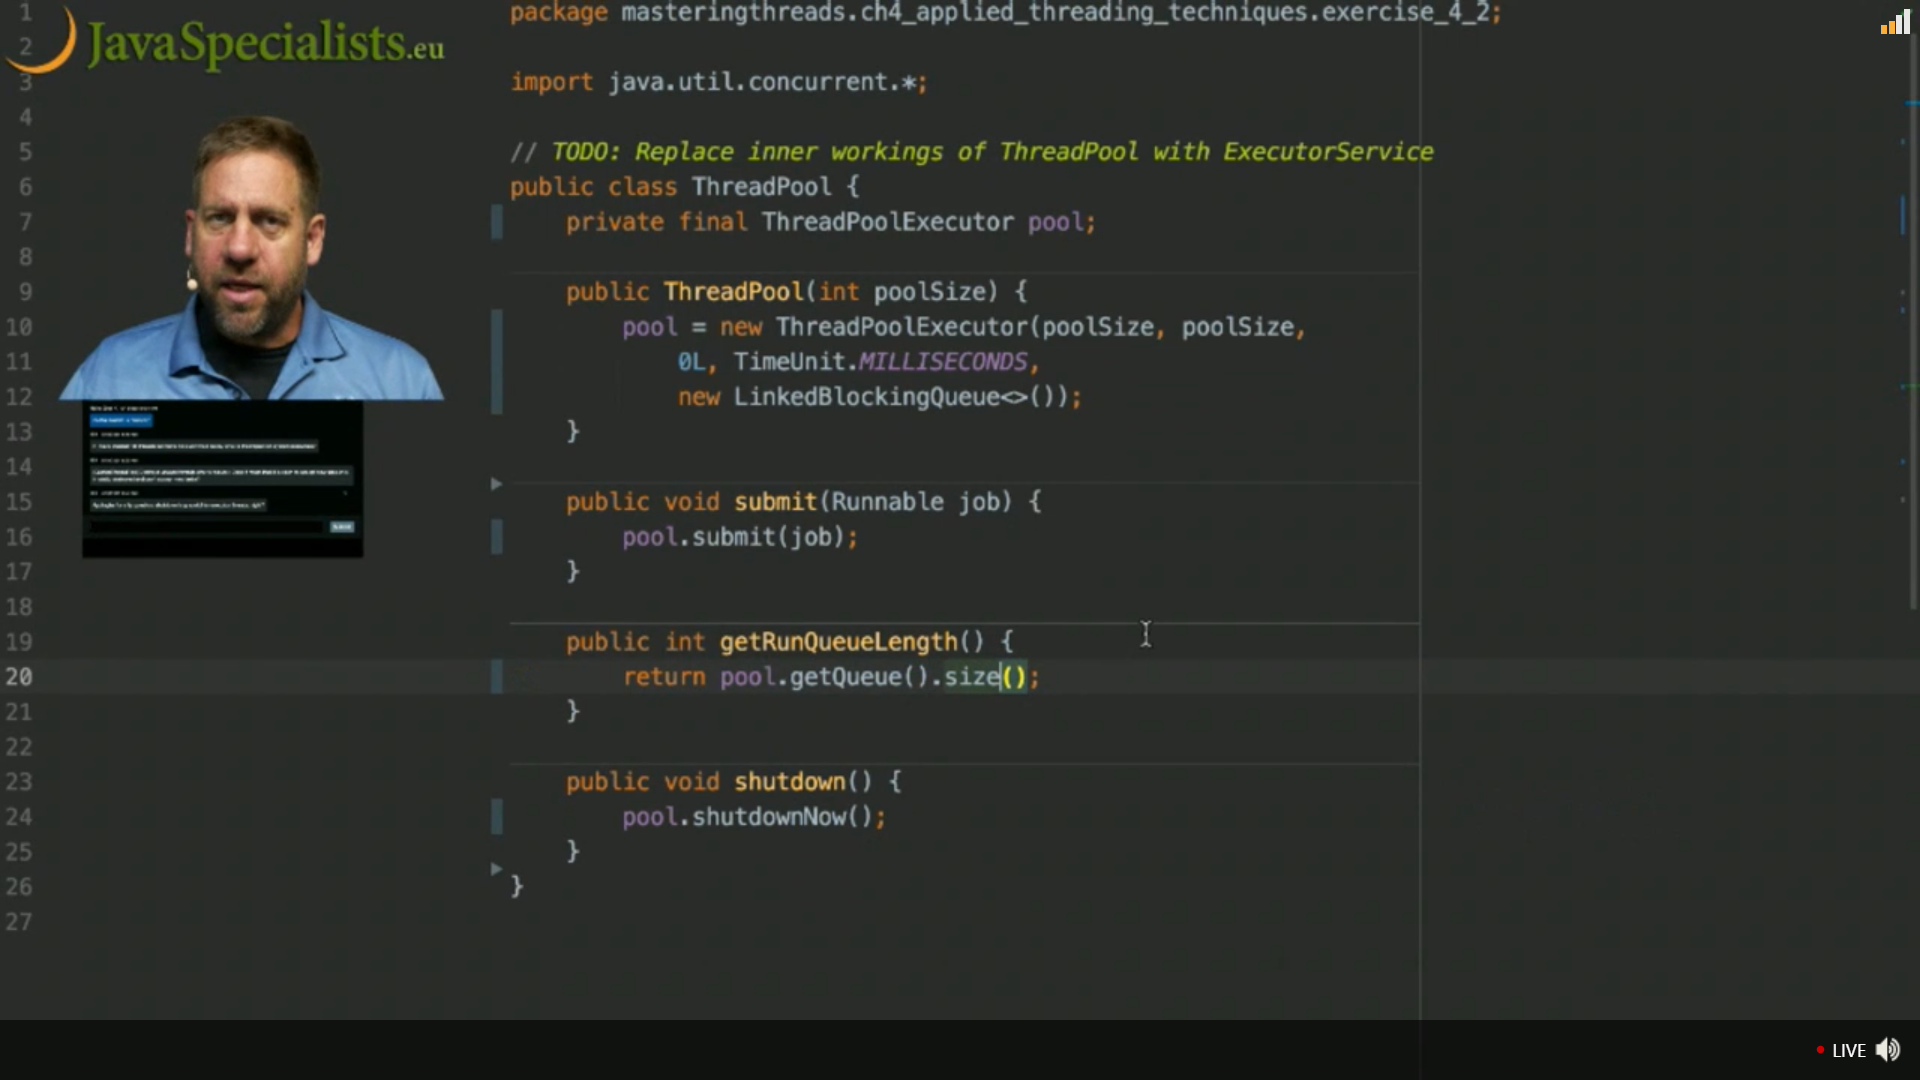 JavaSpecialists.eu
1 package masteringthreads.ch4_applied_threading_techniques.exercise_4_2;
2
3 import java.util.concurrent.*;
4
5 // TODO: Replace inner workings of ThreadPool with ExecutorService
6 public class ThreadPool {
7 private final ThreadPoolExecutor pool;
8
9 public ThreadPool(int poolSize) {
10 pool = new ThreadPoolExecutor(poolSize, poolSize,
11 0L, TimeUnit.MILLISECONDS,
12 new LinkedBlockingQueue<>());
13 }
14
15 public void submit(Runnable job) {
16 pool.submit(job);
17 }
18
19 public int getRunQueueLength() {
20 return pool.getQueue().size();
21 }
22
23 public void shutdown() {
24 pool.shutdownNow();
25 }
26 }
27
LIVE